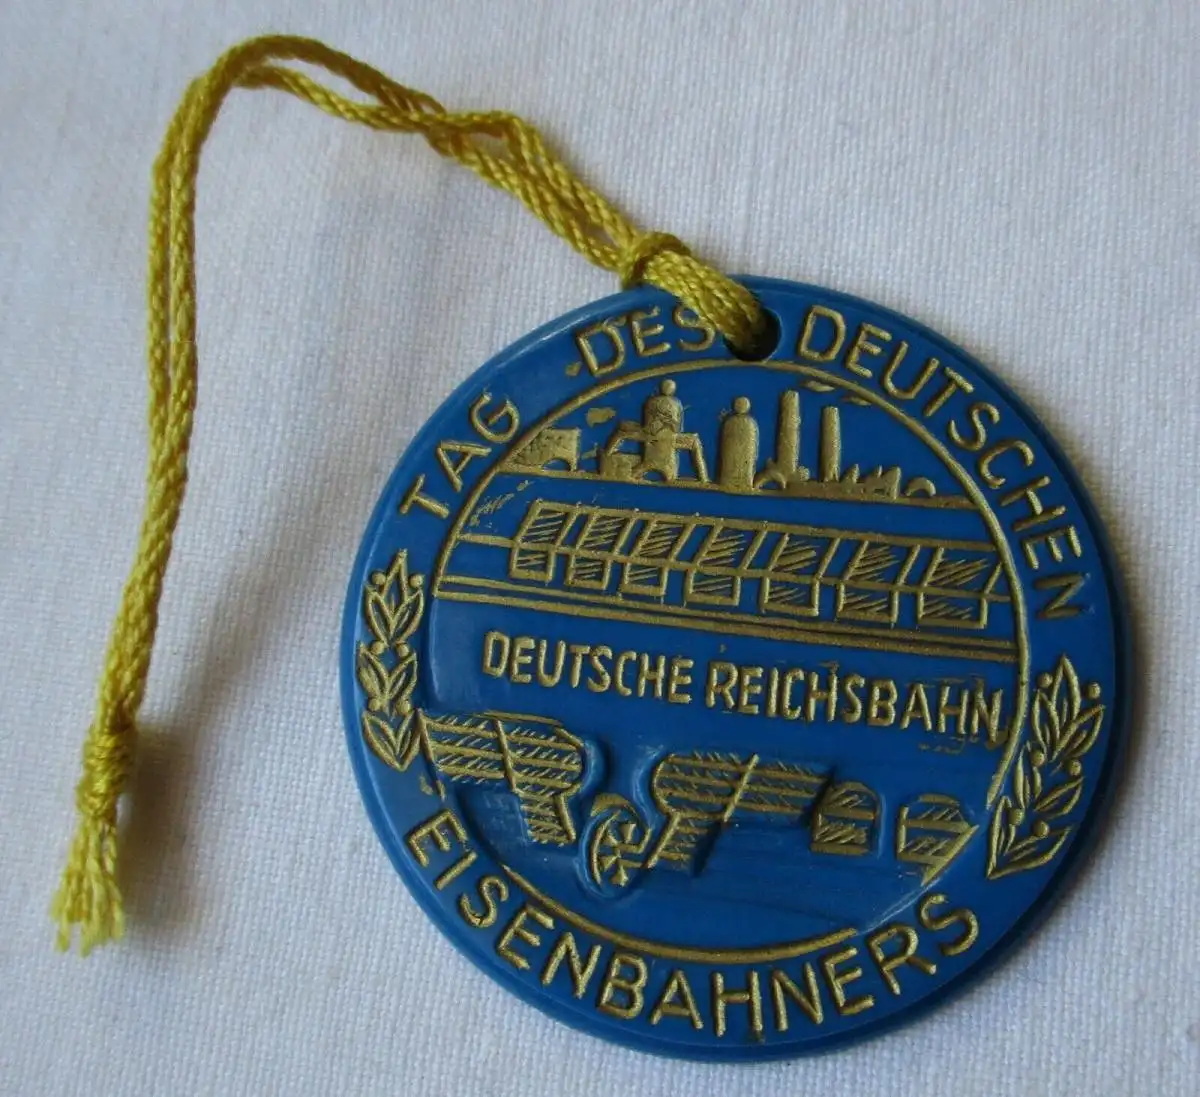 TAG DES DEUTSCHEN
DEUTSCHE REICHSBAHN
EISENBAHNERS